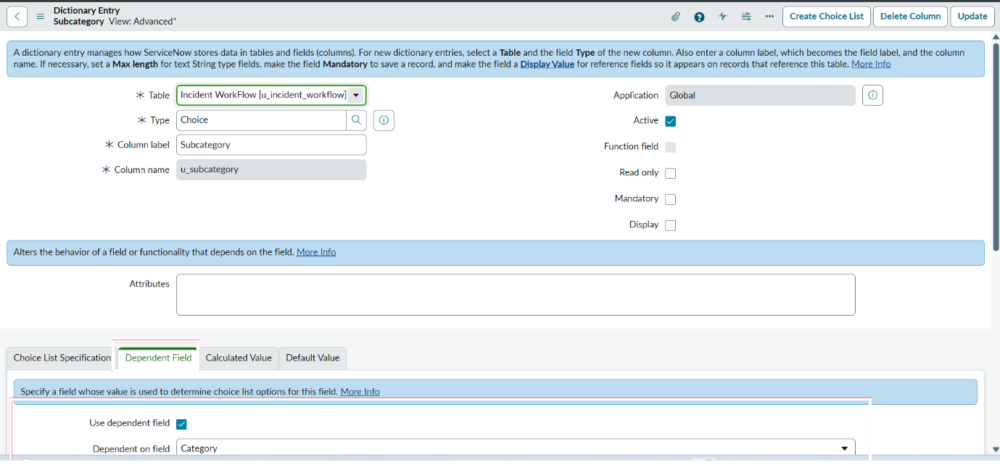 Dictionary Entry
Subcategory View: Advanced*
Create Choice List
Delete Column
Update
A dictionary entry manages how ServiceNow stores data in tables and fields (columns). For new dictionary entries, select a Table and the field Type of the new column. Also enter a column label, which becomes the field label, and the column
name. If necessary, set a Max length for text String type fields, make the field Mandatory to save a record, and make the field a Display Value for reference fields so it appears on records that reference this table. More Info
Table
Incident WorkFlow [u_incident_workflow]
Type
Choice
Column label
Subcategory
Column name
u_subcategory
Application
Global
Active
Function field
Read only
Mandatory
Display
Alters the behavior of a field or functionality that depends on the field. More Info
Attributes
Choice List Specification
Dependent Field
Calculated Value
Default Value
Specify a field whose value is used to determine choice list options for this field. More Info
Use dependent field
Dependent on field
Category